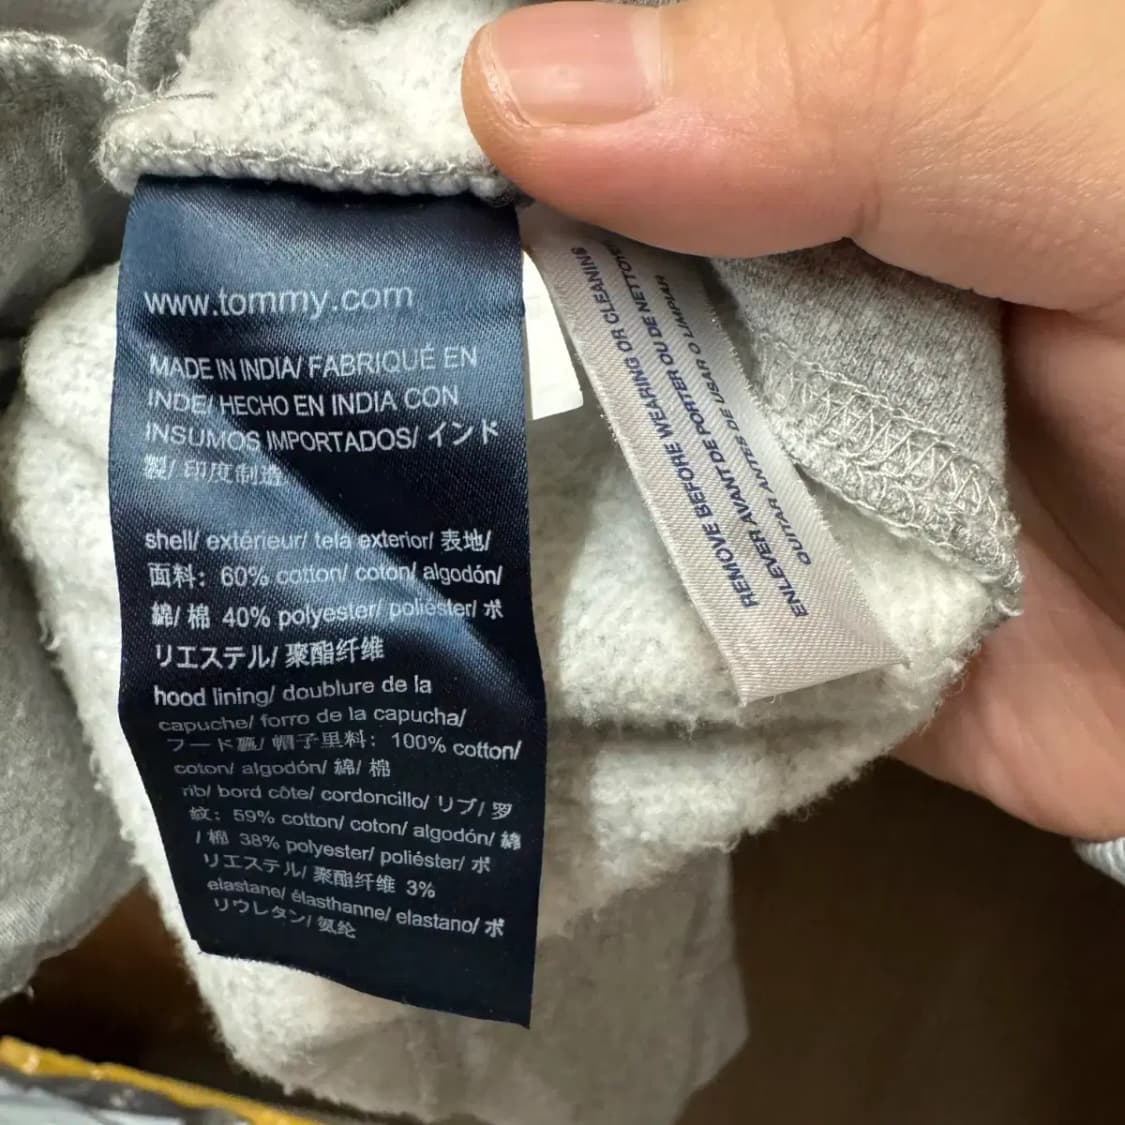 www.tommy.com
MADE IN INDIA/ FABRIQUÉ EN
INDE/ HECHO EN INDIA CON
INSUMOS IMPORTADOS/ インド
製/ 印度制造
shell/ extérieur/ tela exterior/ 表地/
面料: 60% cotton/ coton/ algodón/
綿/ 棉 40% polyester/ poliéster/ ポ
リエステル/ 聚酯纤维
hood lining/ doublure de la
capuche/ forro de la capucha/
フード裏/ 帽子里料: 100% cotton/
coton/ algodón/ 綿/ 棉
rib/ bord côte/ cordoncillo/ リブ/ 罗
纹: 59% cotton/ coton/ algodón/ 綿
/ 棉 38% polyester/ poliéster/ ポ
リエステル/ 聚酯纤维 3%
elastane/ élasthanne/ elastano/ ポ
リウレタン/ 氨纶
REMOVE BEFORE WEARING OR CLEANING
ENLEVER AVANT DE PORTER OU DE NETTOYER
QUITAR ANTES DE USAR O LIMPIAR